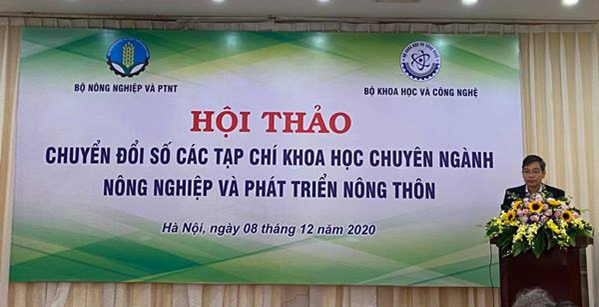 BỘ NÔNG NGHIỆP VÀ PTNT
BỘ KHOA HỌC VÀ CÔNG NGHỆ
HỘI THẢO
CHUYỂN ĐỔI SỐ CÁC TẠP CHÍ KHOA HỌC CHUYÊN NGÀNH
NÔNG NGHIỆP VÀ PHÁT TRIỂN NÔNG THÔN
Hà Nội, ngày 08 tháng 12 năm 2020